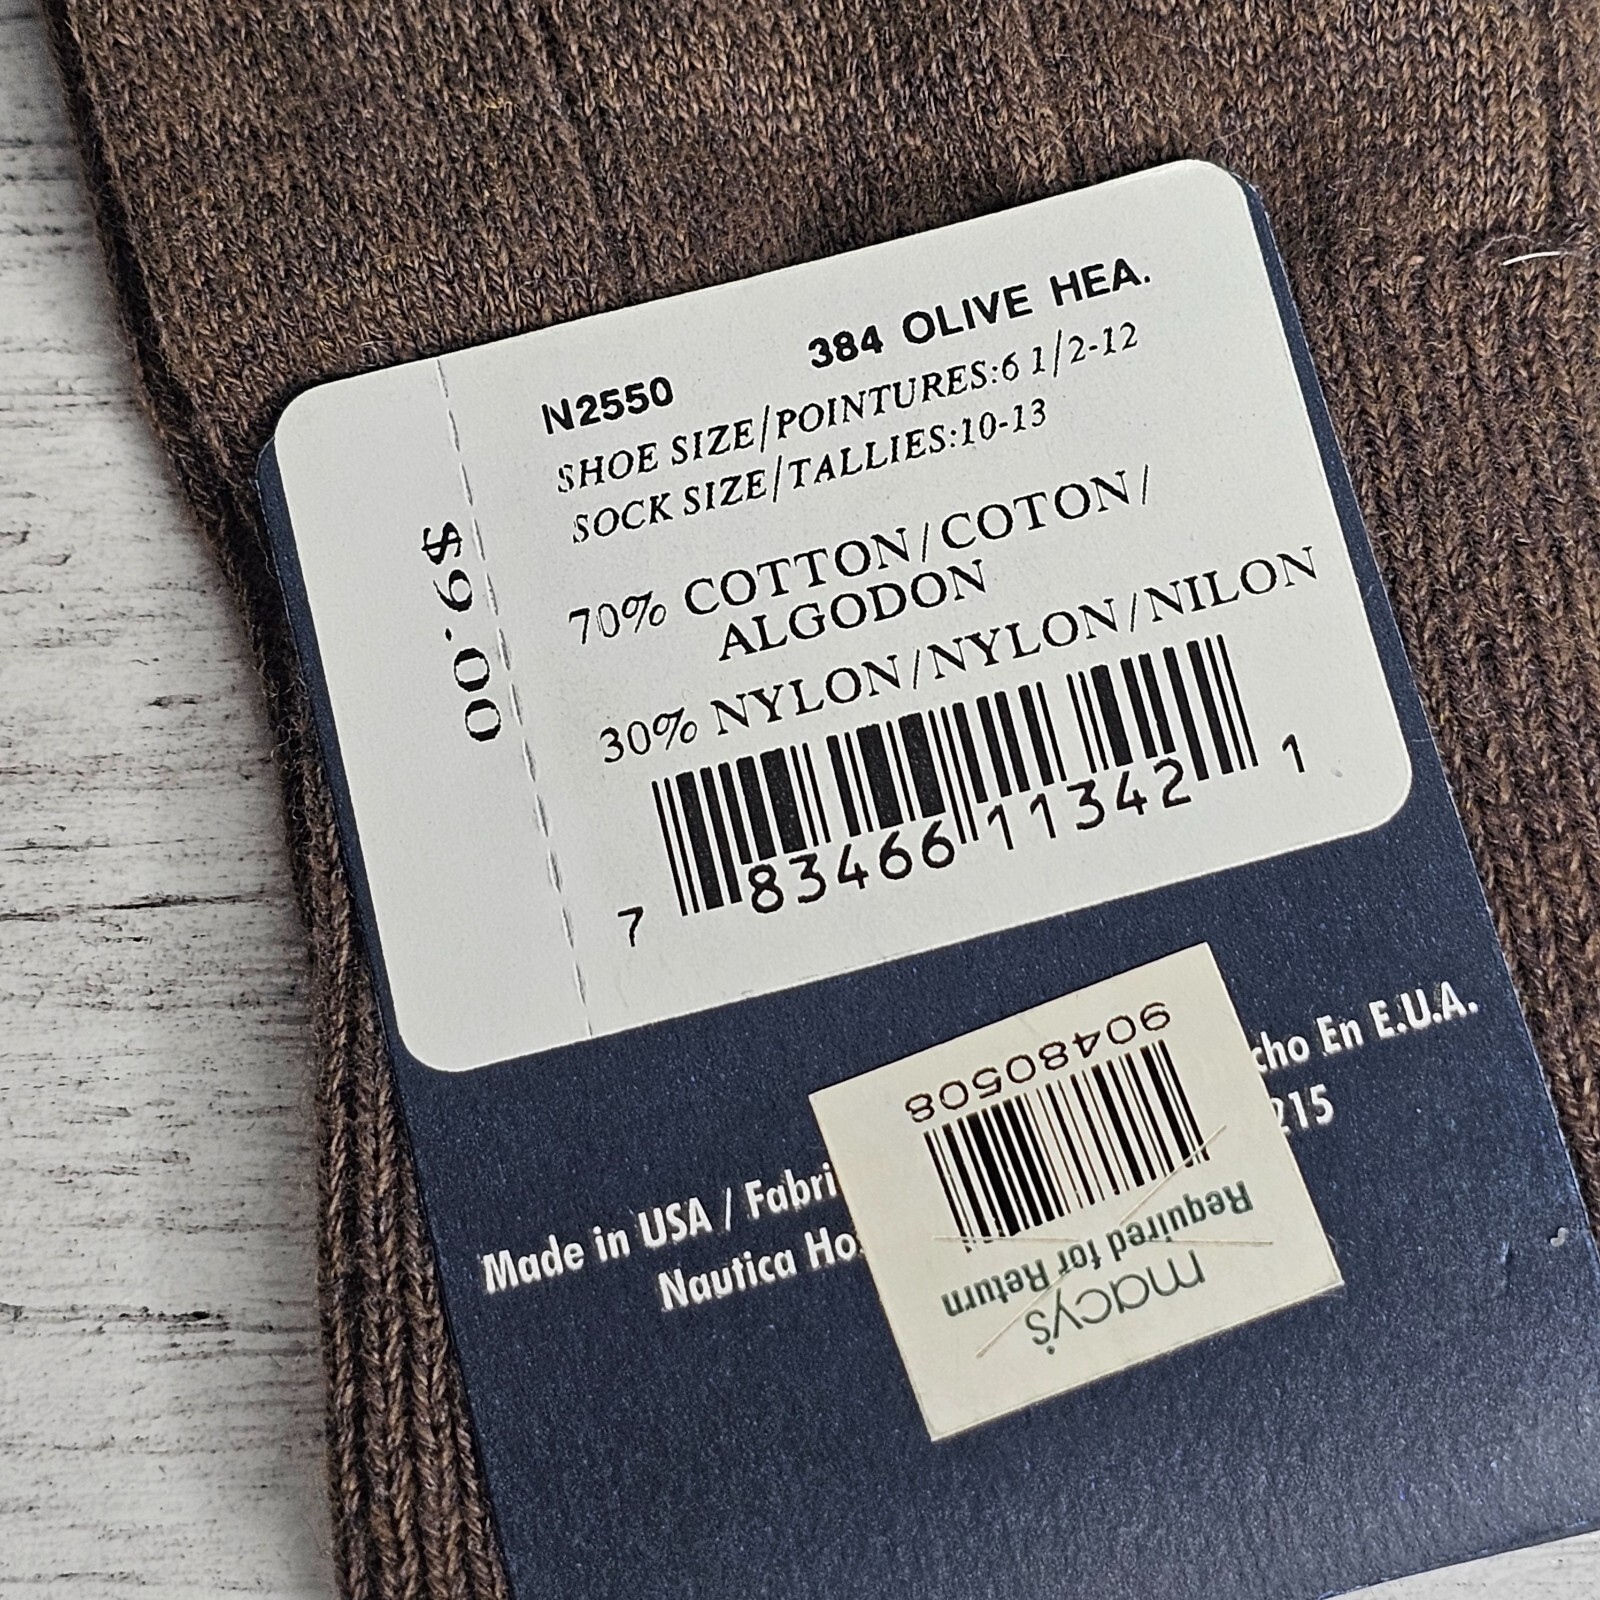 N2550 384 OLIVE HEA.
SHOE SIZE/POINTURES:6 1/2-12
SOCK SIZE/TALLIES:10-13
70% COTTON/COTON/
ALGODON
30% NYLON/NYLON/NILON
7 83466 11342 1
$9.00
Made in USA / Fabri cho En E.U.A.
Nautica Hos 215
macy's
Required for Return
90480508